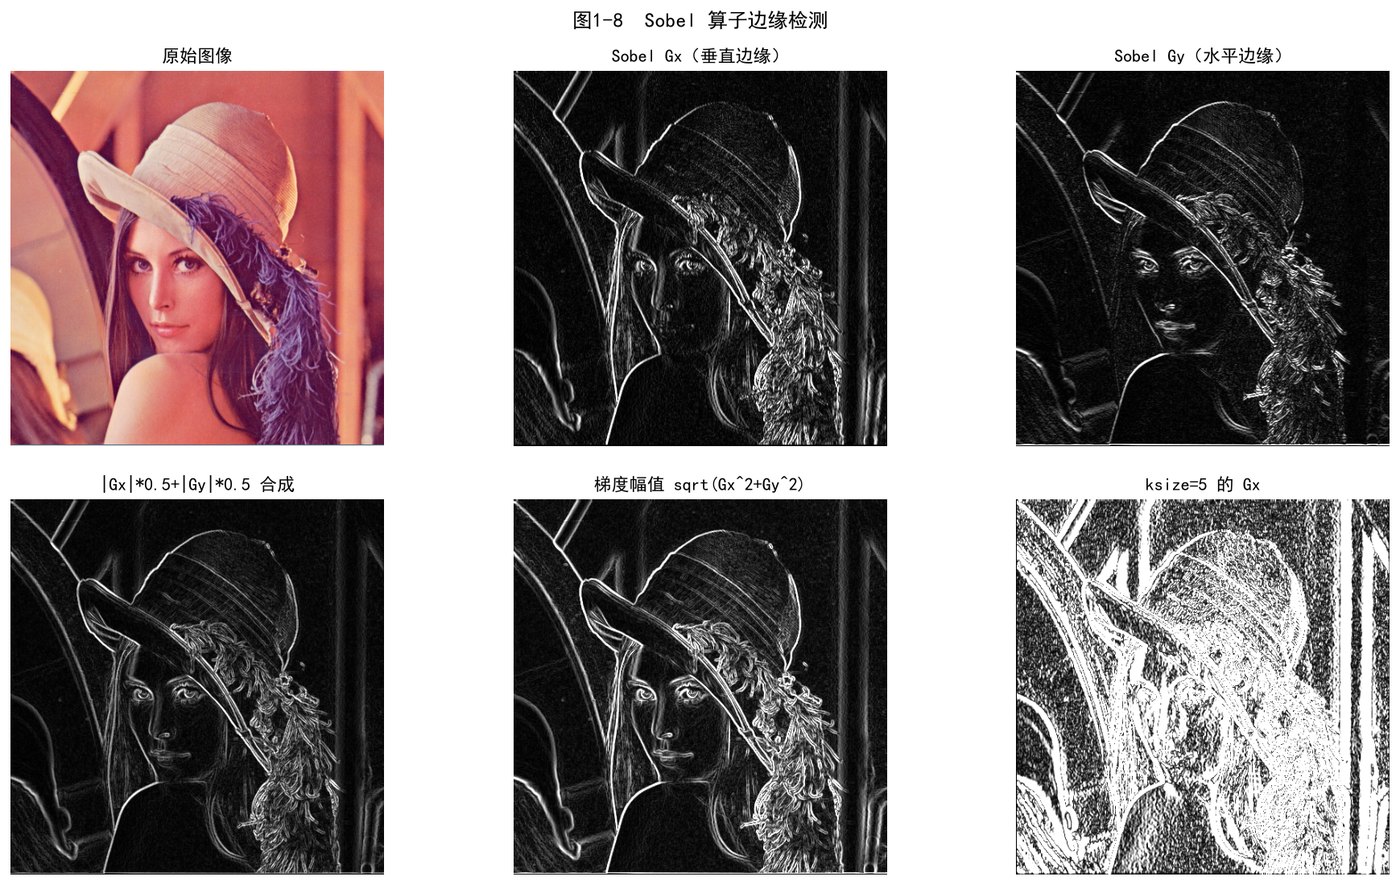 图1-8  Sobel 算子边缘检测
原始图像
Sobel Gx（垂直边缘）
Sobel Gy（水平边缘）
|Gx|*0.5+|Gy|*0.5 合成
梯度幅值 sqrt(Gx^2+Gy^2)
ksize=5 的 Gx